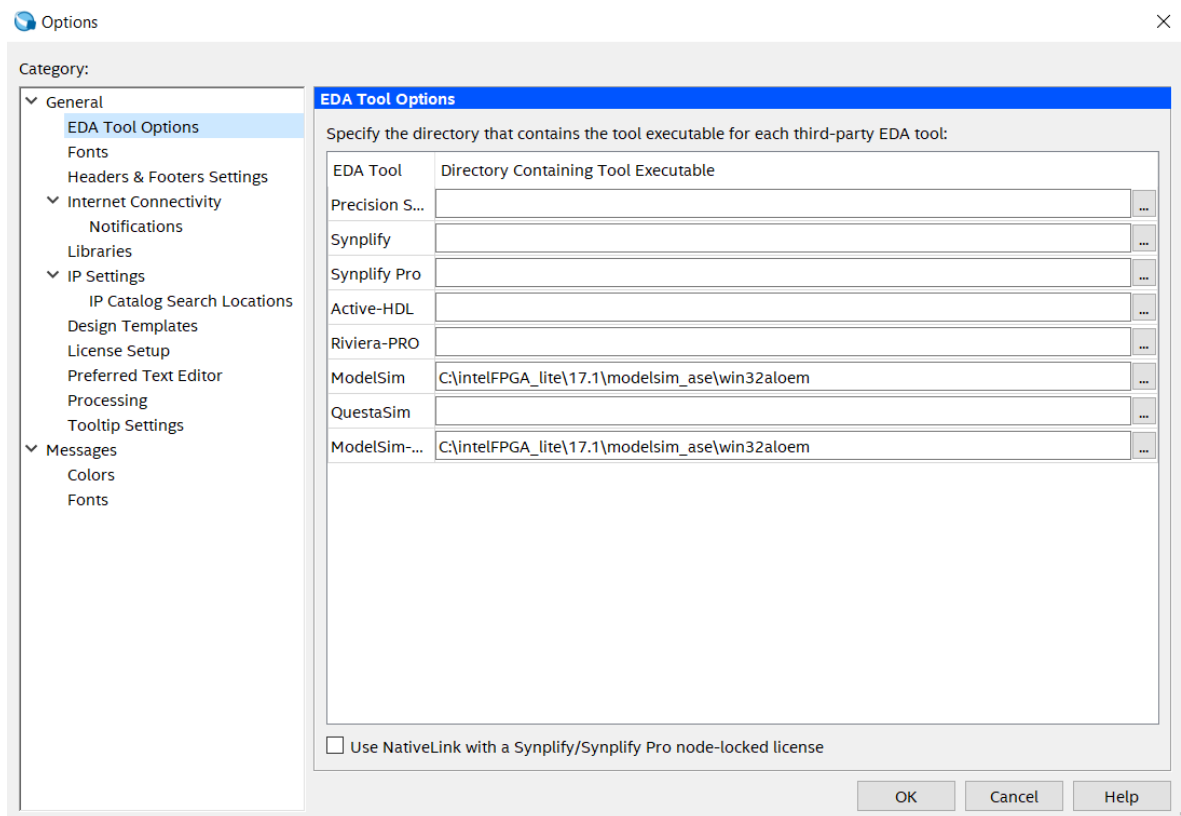 Options
Category:
General
EDA Tool Options
Fonts
Headers & Footers Settings
Internet Connectivity
Notifications
Libraries
IP Settings
IP Catalog Search Locations
Design Templates
License Setup
Preferred Text Editor
Processing
Tooltip Settings
Messages
Colors
Fonts
EDA Tool Options
Specify the directory that contains the tool executable for each third-party EDA tool:
EDA Tool Directory Containing Tool Executable
Precision S... ...
Synplify ...
Synplify Pro ...
Active-HDL ...
Riviera-PRO ...
ModelSim C:\intelFPGA_lite\17.1\modelsim_ase\win32aloem ...
QuestaSim ...
ModelSim-... C:\intelFPGA_lite\17.1\modelsim_ase\win32aloem ...
Use NativeLink with a Synplify/Synplify Pro node-locked license
OK Cancel Help